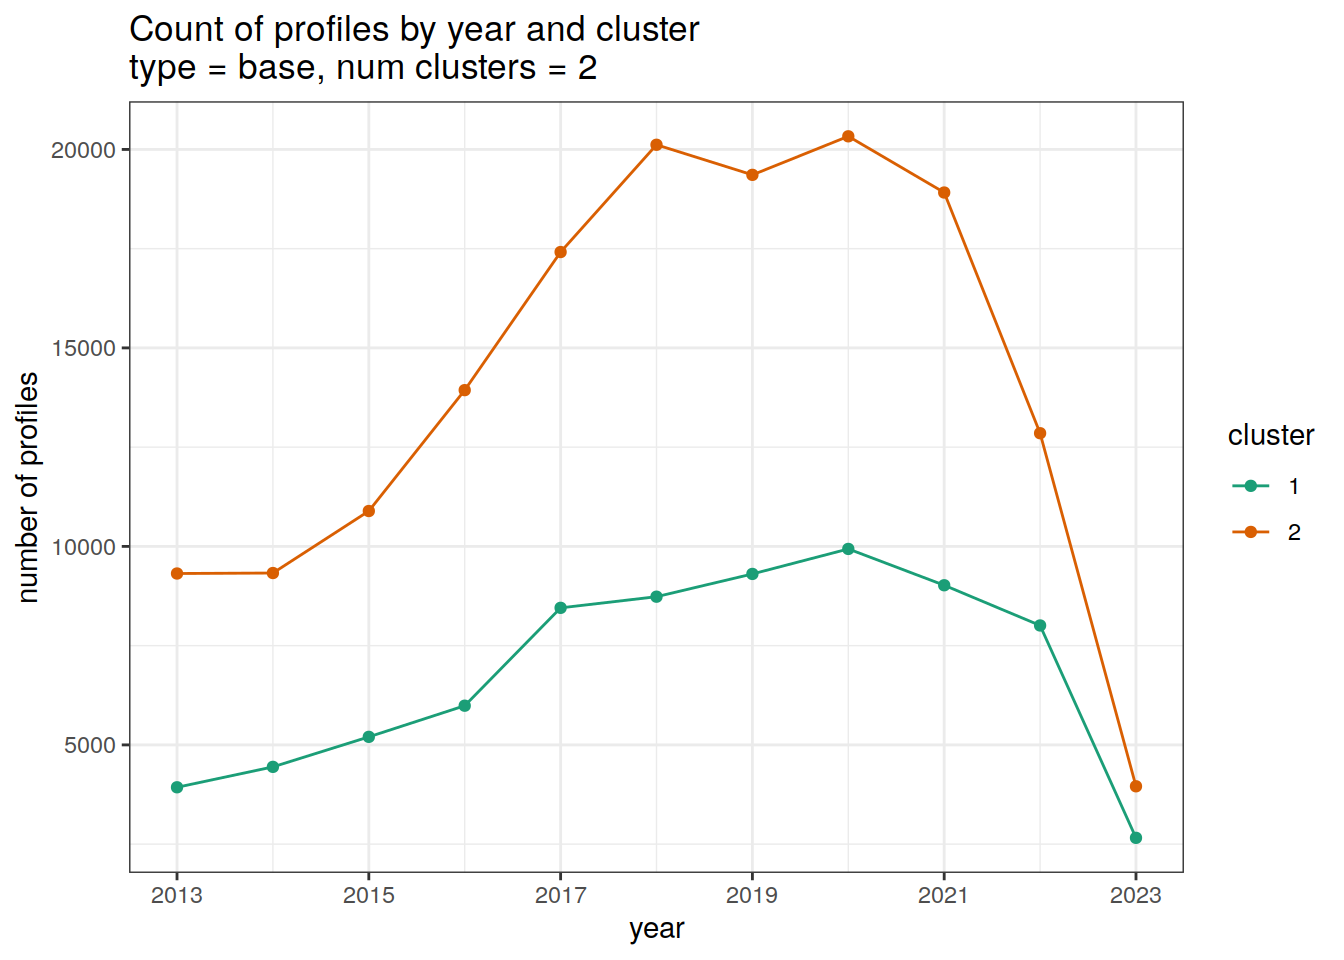 Count of profiles by year and cluster
type = base, num clusters = 2
20000
15000
10000
5000
number of profiles
2013 2015 2017 2019 2021 2023
year
cluster
1
2